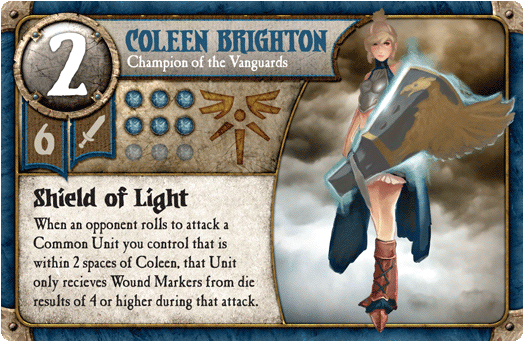 2
COLEEN BRIGHTON
Champion of the Vanguards
6
Shield of Light
When an opponent rolls to attack a
Common Unit you control that is
within 2 spaces of Coleen, that Unit
only recieves Wound Markers from die
results of 4 or higher during that attack.